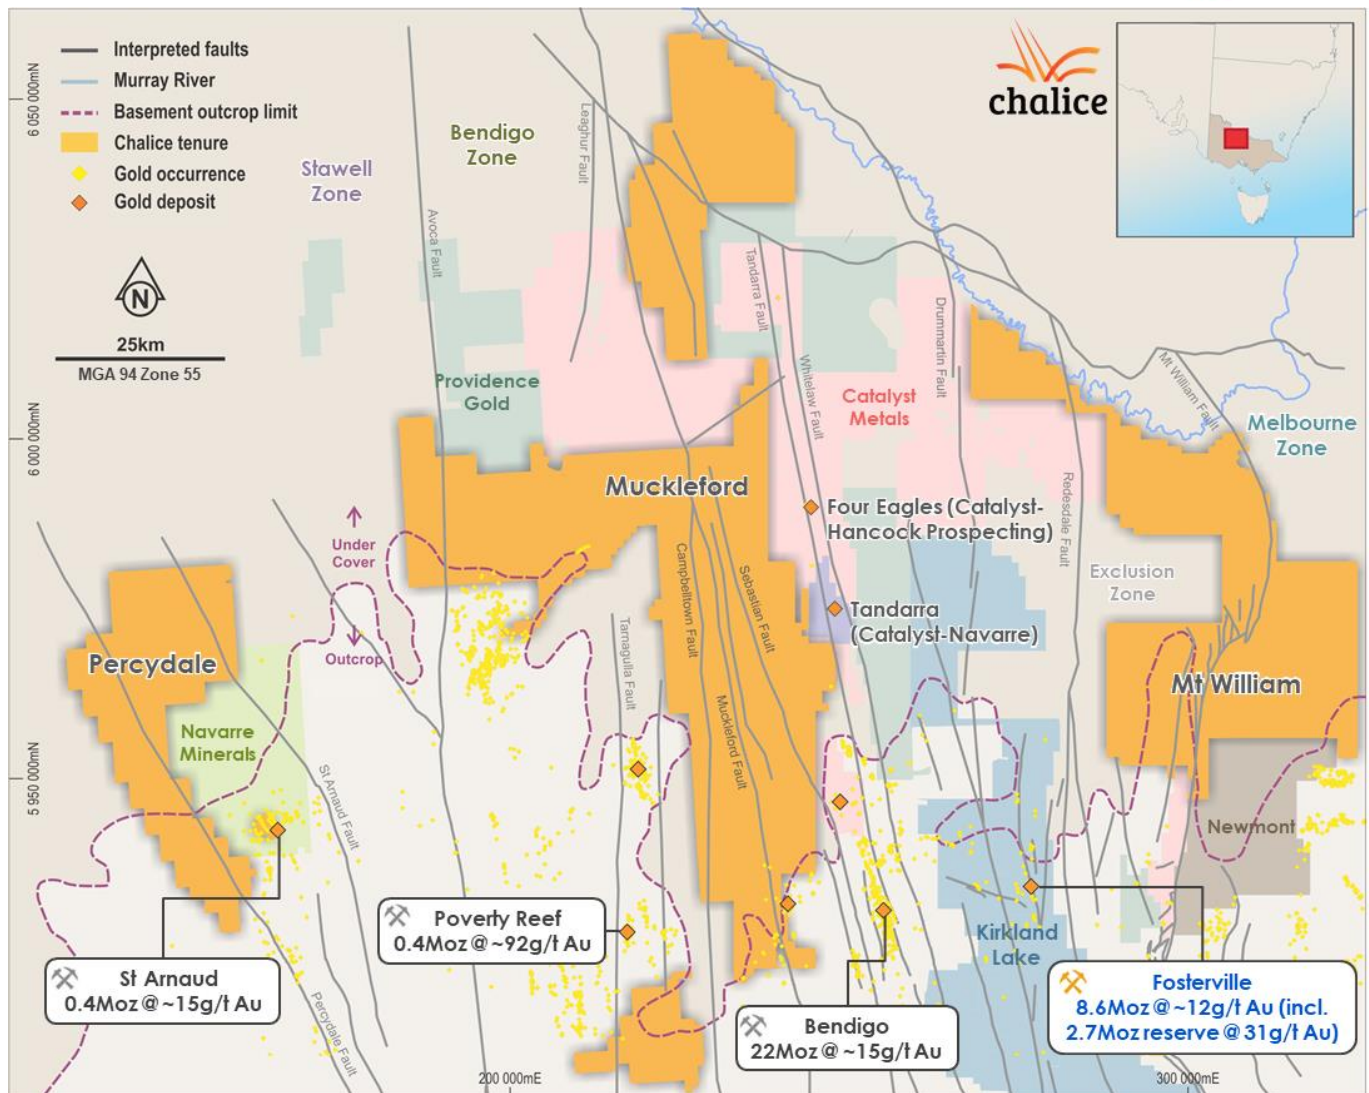 Interpreted faults
Murray River
Basement outcrop limit
Chalice tenure
Gold occurrence
Gold deposit
N
25km
MGA 94 Zone 55
chalice
6 050 000mN
6 000 000mN
5 950 000mN
200 000mE
300 000mE
Stawell
Zone
Bendigo
Zone
Melbourne
Zone
Leaghur Fault
Avoca Fault
Tandarra Fault
Whitelaw Fault
Drummartin Fault
Mt William Fault
Redesdale Fault
Providence
Gold
Catalyst
Metals
Muckleford
Four Eagles (Catalyst-
Hancock Prospecting)
Under
Cover
Outcrop
Exclusion
Zone
Tandarra
(Catalyst-Navarre)
Campbelltown Fault
Sebastian Fault
Tarnagulla Fault
Muckleford Fault
Percydale
Mt William
Navarre
Minerals
St Arnaud Fault
Newmont
Kirkland
Lake
Percydale Fault
Poverty Reef
0.4Moz @ ~92g/t Au
St Arnaud
0.4Moz @ ~15g/t Au
Bendigo
22Moz @ ~15g/t Au
Fosterville
8.6Moz @ ~12g/t Au (incl.
2.7Moz reserve @ 31g/t Au)